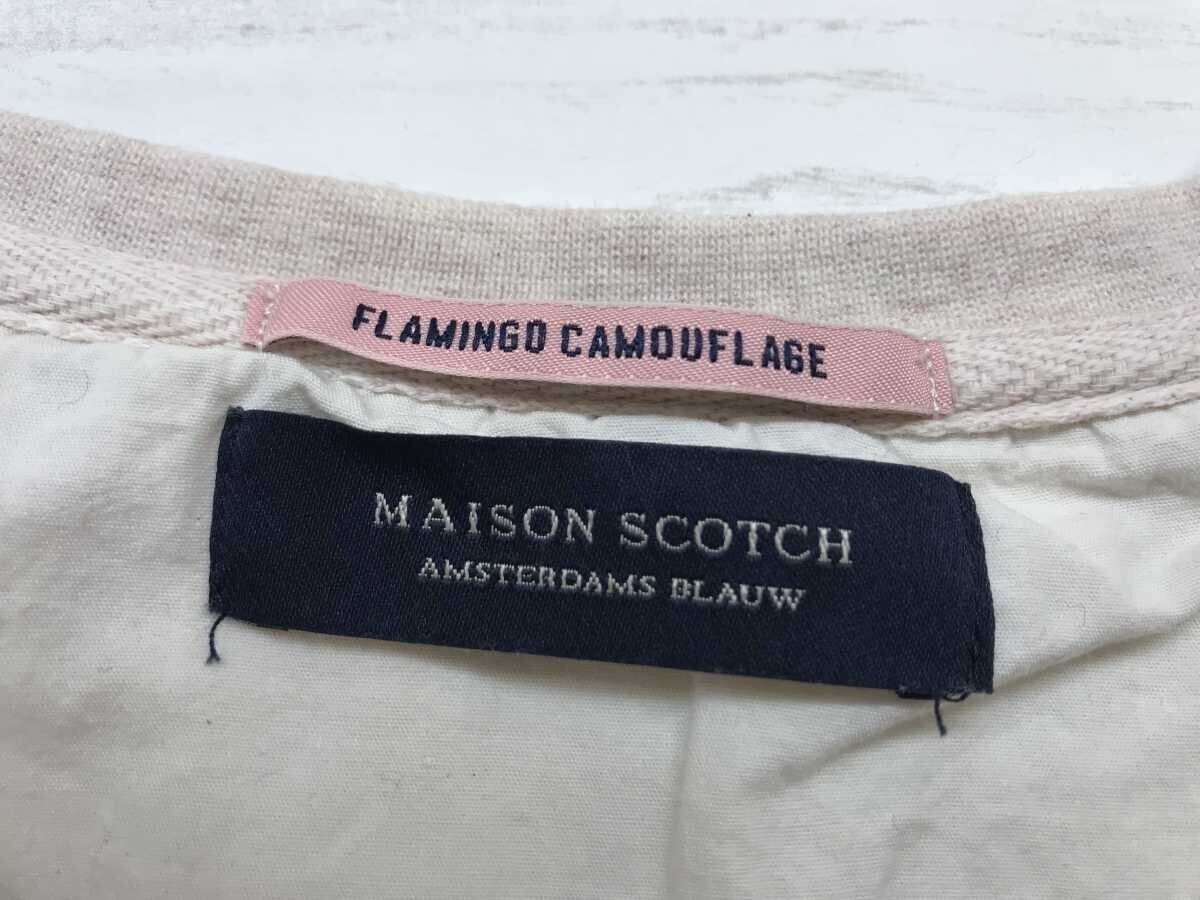 FLAMINGO CAMOUFLAGE
MAISON SCOTCH
AMSTERDAMS BLAUW